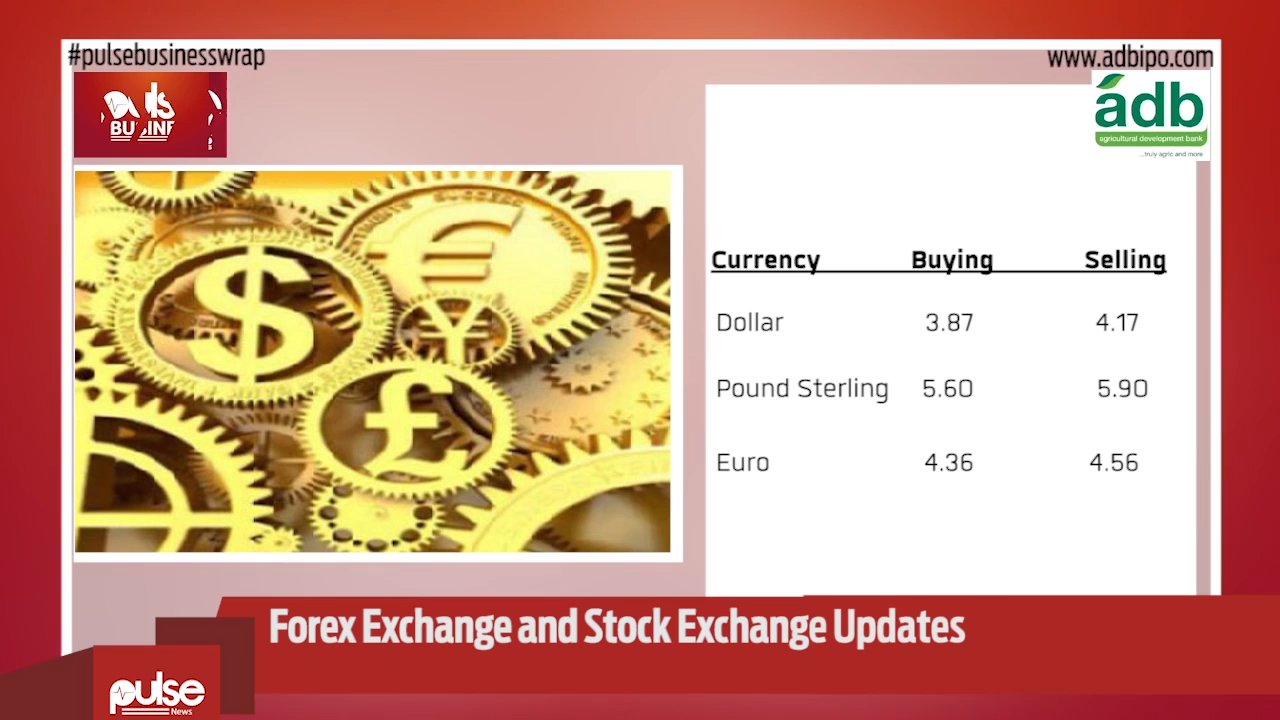 #pulsebusinesswrap
www.adbipo.com
adb
agricultural development bank
...truly agric and more
Currency Buying Selling
Dollar 3.87 4.17
Pound Sterling 5.60 5.90
Euro 4.36 4.56
Forex Exchange and Stock Exchange Updates
pulse
News